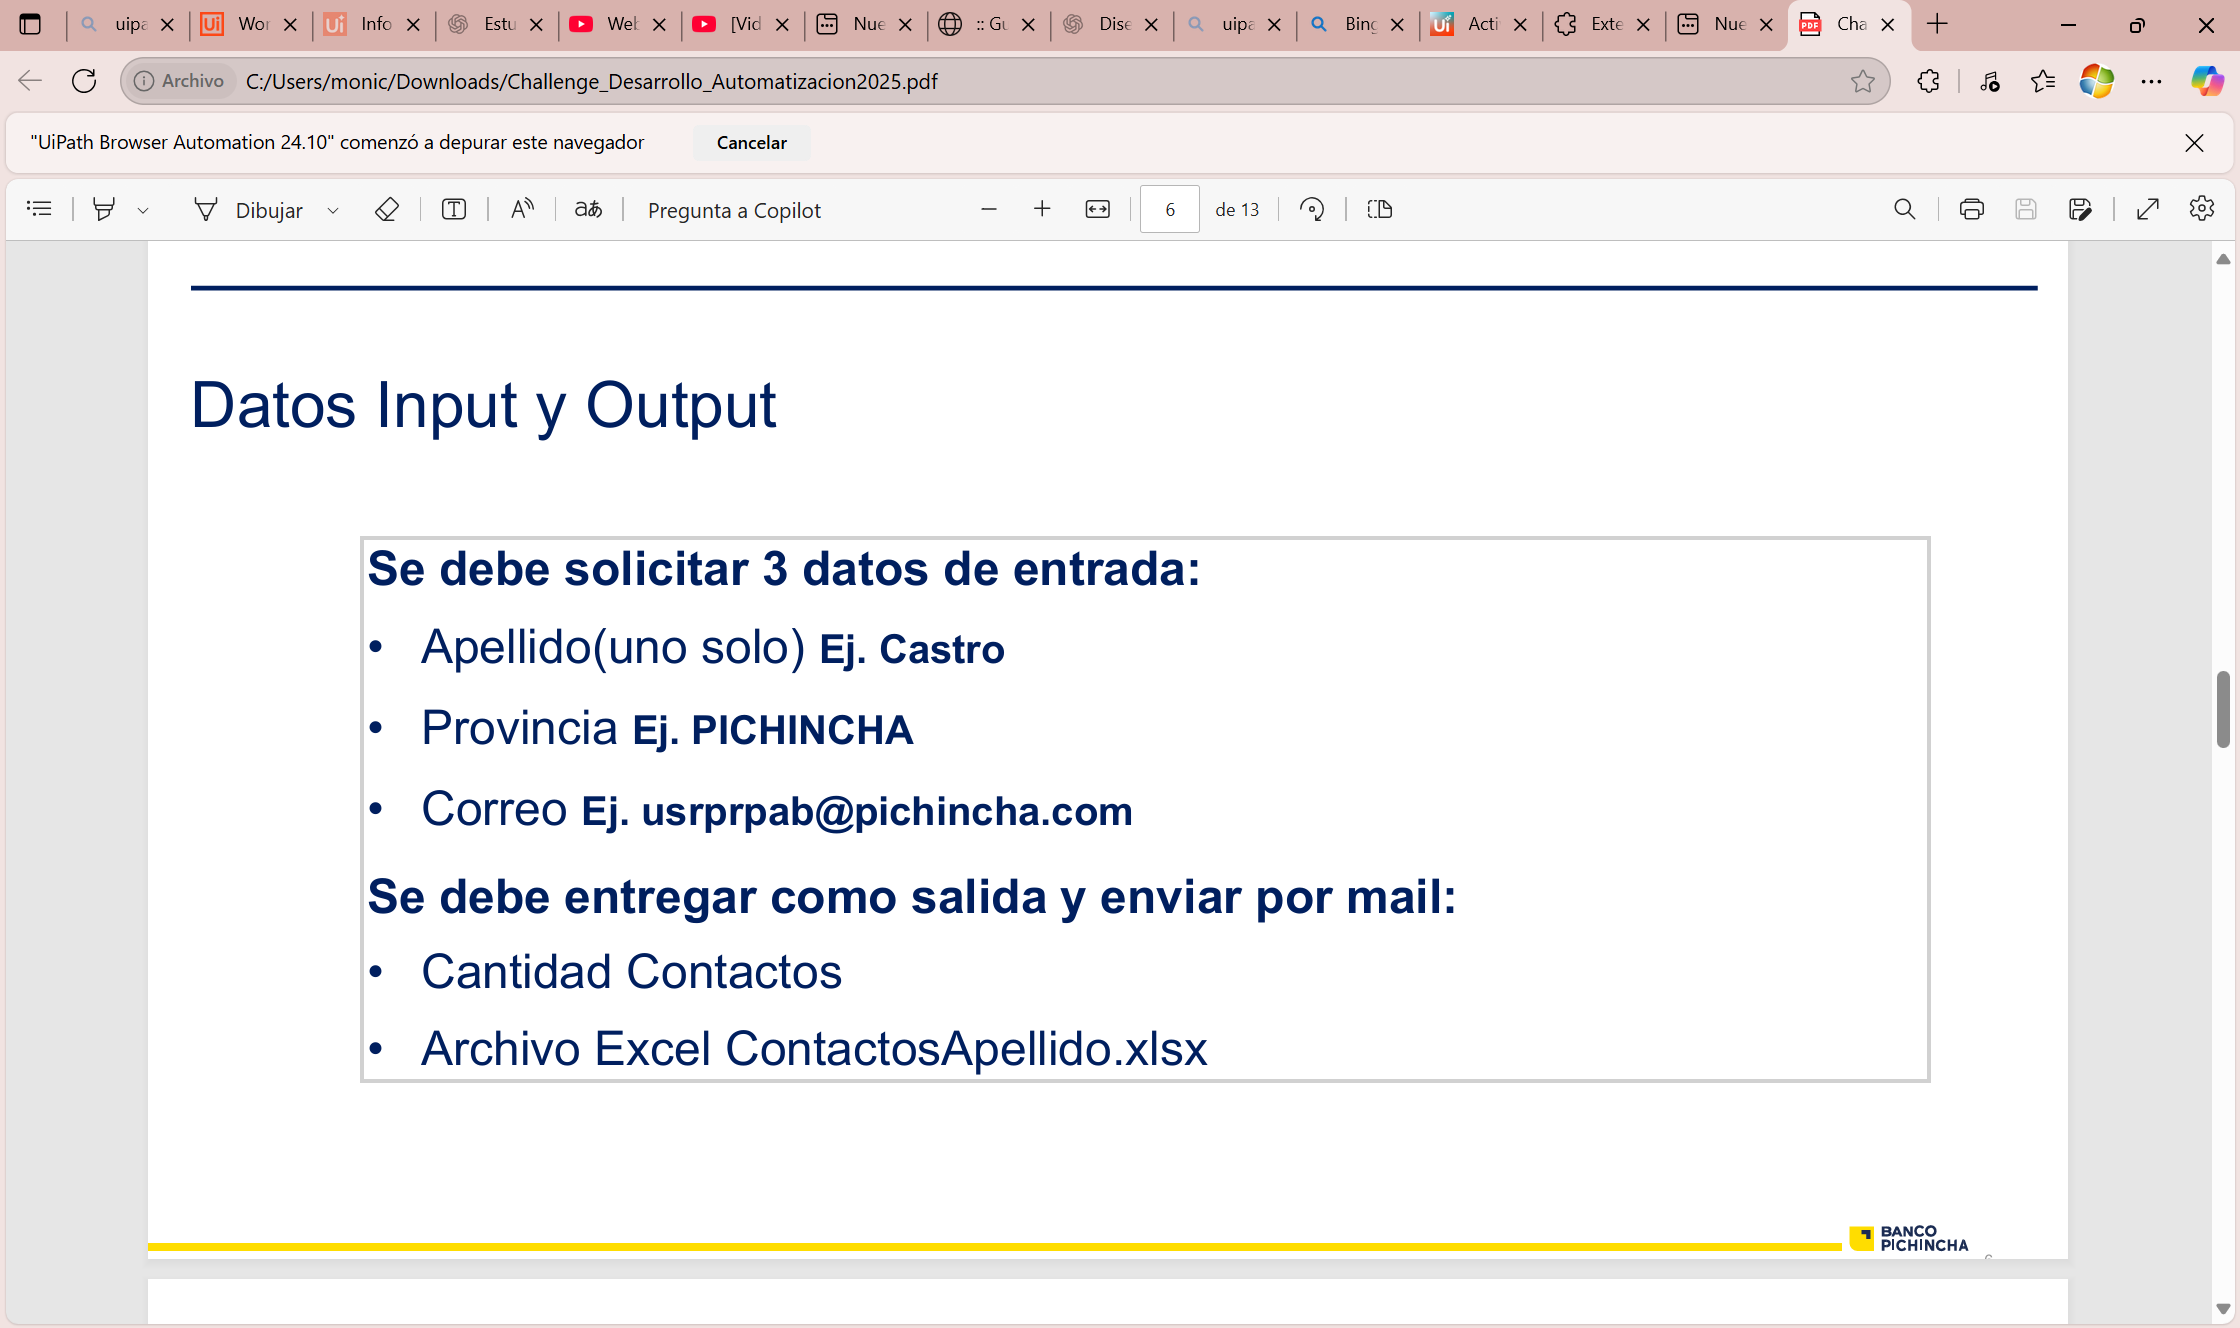 uipa
Wor
Info
Estu
Web
[Vid
Nue
:: Gu
Dise
uipa
Bing
Acti
Exte
Nue
Cha
Archivo
C:/Users/monic/Downloads/Challenge_Desarrollo_Automatizacion2025.pdf
"UiPath Browser Automation 24.10" comenzó a depurar este navegador
Cancelar
Dibujar
Pregunta a Copilot
6
de 13
Datos Input y Output
Se debe solicitar 3 datos de entrada:
• Apellido(uno solo) Ej. Castro
• Provincia Ej. PICHINCHA
• Correo Ej. usrprpab@pichincha.com
Se debe entregar como salida y enviar por mail:
• Cantidad Contactos
• Archivo Excel ContactosApellido.xlsx
BANCO
PICHINCHA